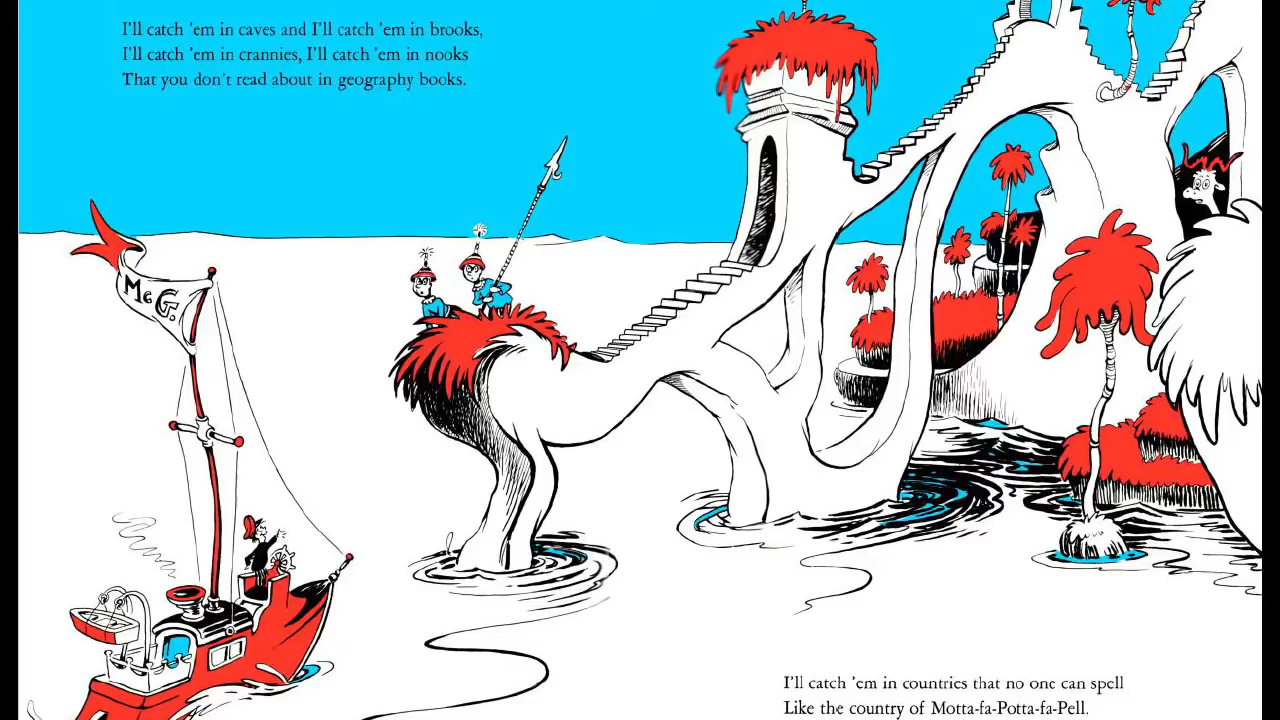 I'll catch 'em in caves and I'll catch 'em in brooks,
I'll catch 'em in crannies, I'll catch 'em in nooks
That you don't read about in geography books.
McG.
I'll catch 'em in countries that no one can spell
Like the country of Motta-fa-Potta-fa-Pell.